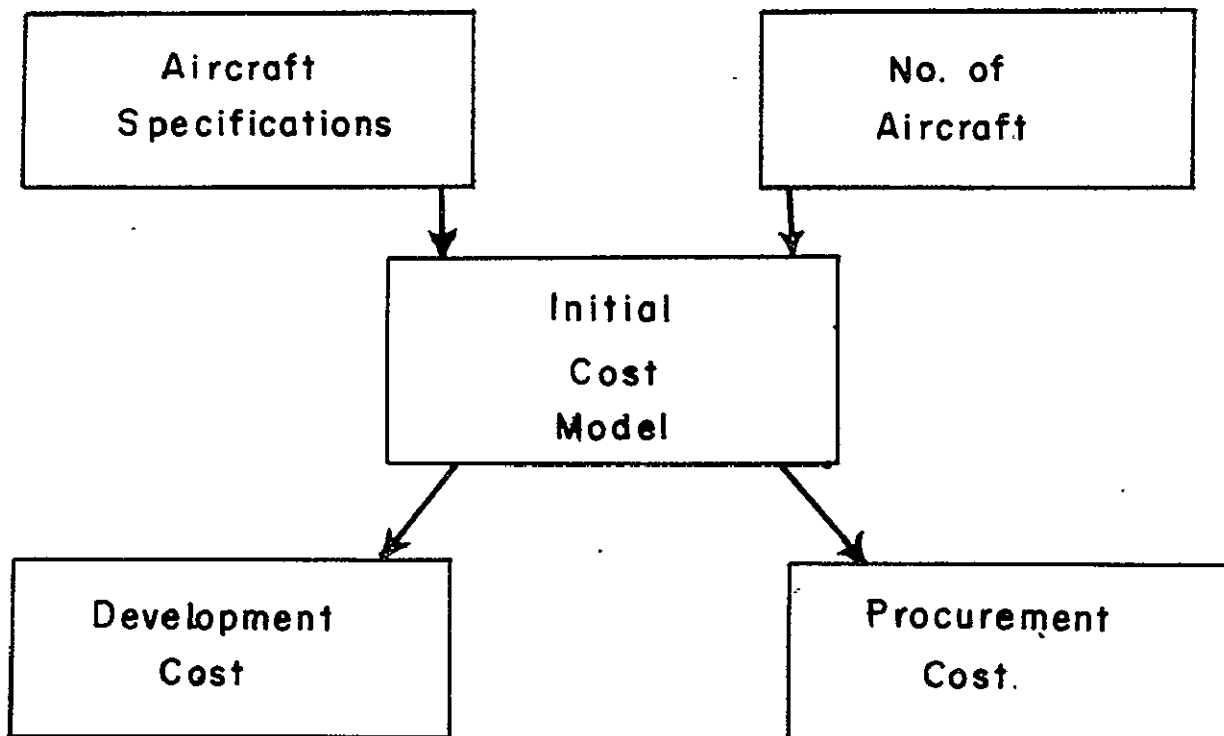 Aircraft
Specifications
No. of
Aircraft
Initial
Cost
Model
Development
Cost
Procurement
Cost.